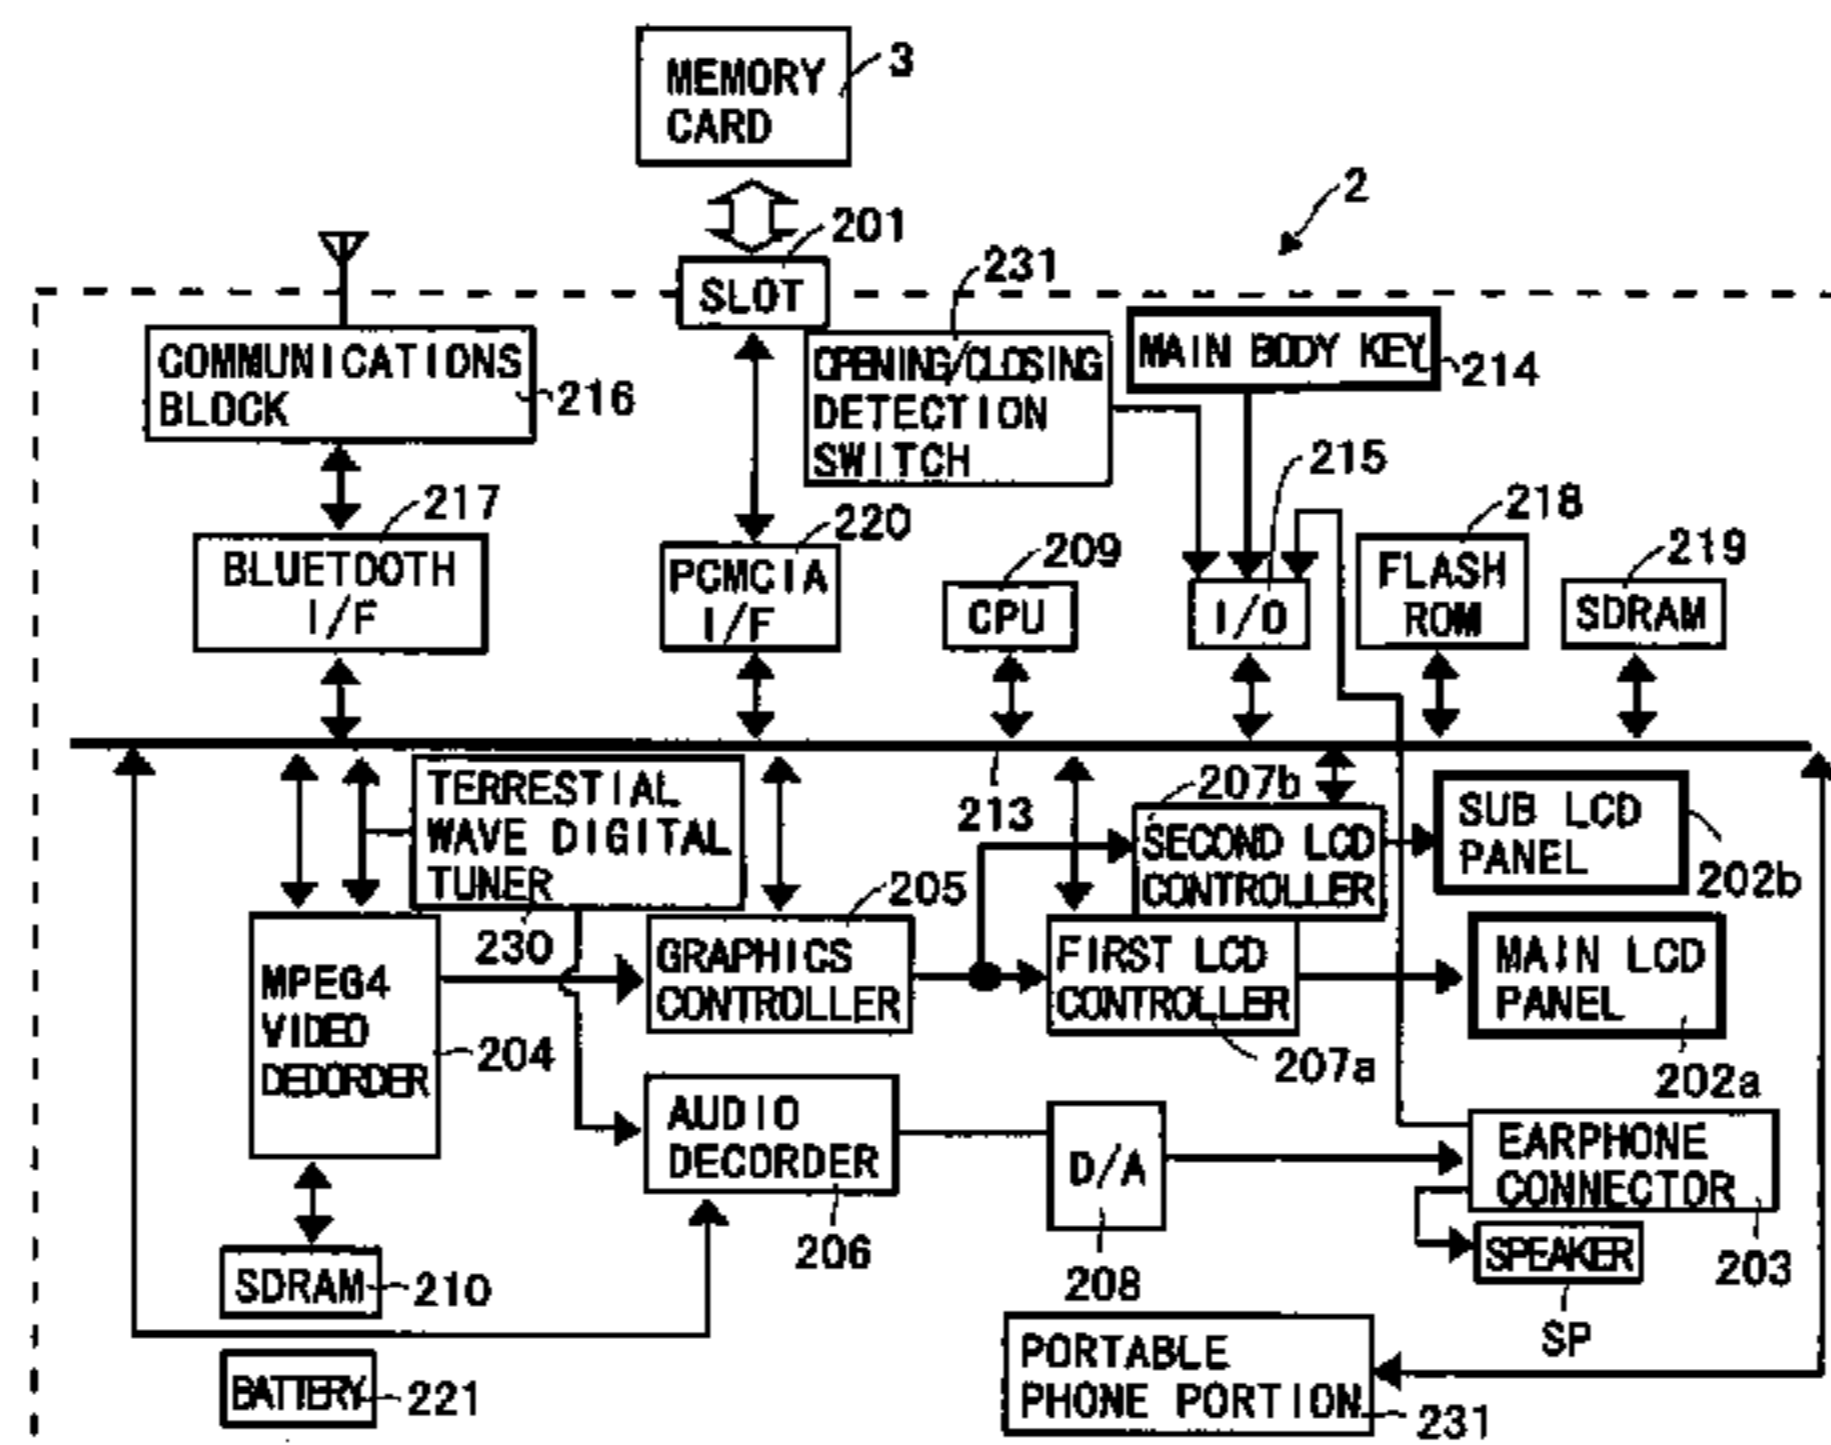 MEMORY
CARD
3
2
201
SLOT
231
COMMUNICATIONS
BLOCK
216
OPENING/CLOSING
DETECTION
SWITCH
MAIN BODY KEY
214
217
BLUETOOTH
I/F
220
PCMCIA
I/F
209
CPU
215
I/O
218
FLASH
ROM
219
SDRAM
213
TERRESTIAL
WAVE DIGITAL
TUNER
230
207b
SECOND LCD
CONTROLLER
SUB LCD
PANEL
202b
MPEG4
VIDEO
DEDORDER
204
205
GRAPHICS
CONTROLLER
FIRST LCD
CONTROLLER
207a
MAIN LCD
PANEL
202a
AUDIO
DECORDER
206
D/A
208
EARPHONE
CONNECTOR
203
SPEAKER
SP
SDRAM
210
BATTERY
221
PORTABLE
PHONE PORTION
231